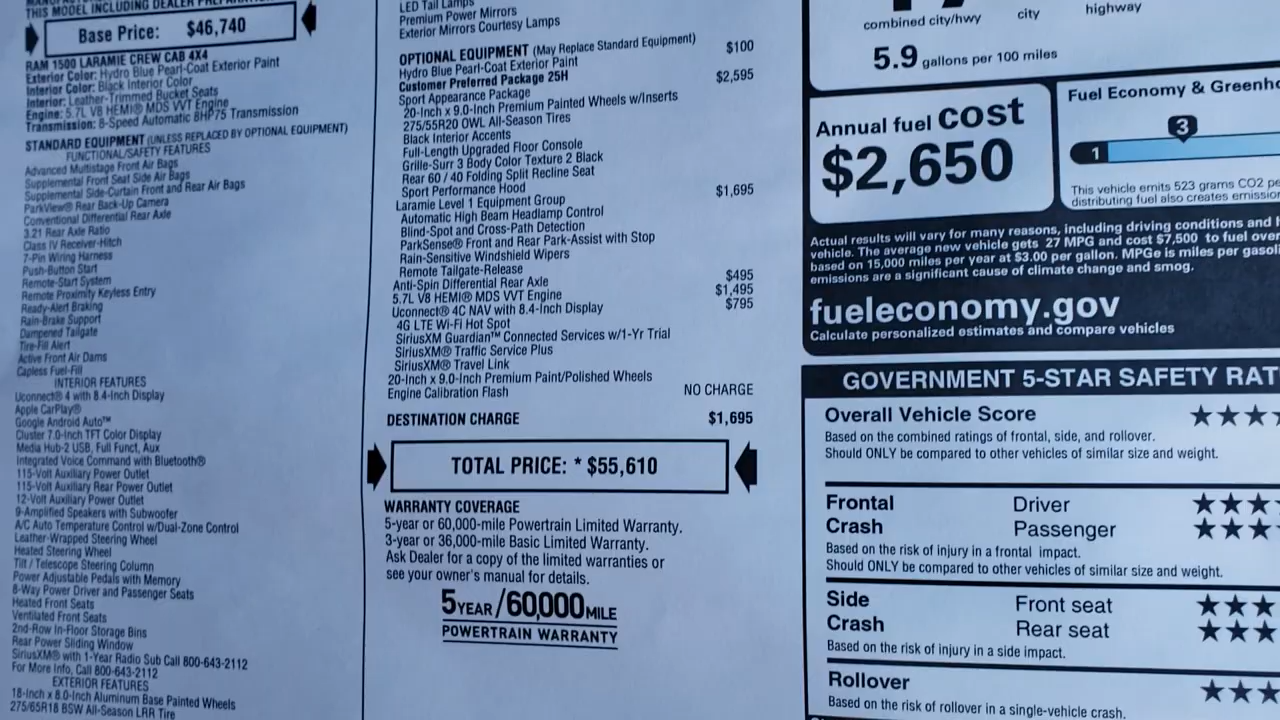 THIS MODEL INCLUDING DEALER PREPARATION
Base Price: $46,740
RAM 1500 LARAMIE CREW CAB 4X4
Exterior Color: Hydro Blue Pearl-Coat Exterior Paint
Interior Color: Black Interior Color
Interior: Leather-Trimmed Bucket Seats
Engine: 5.7L V8 HEMI® MDS VVT Engine
Transmission: 8-Speed Automatic 8HP75 Transmission
STANDARD EQUIPMENT (UNLESS REPLACED BY OPTIONAL EQUIPMENT)
FUNCTIONAL/SAFETY FEATURES
Advanced Multistage Front Air Bags
Supplemental Front Seat Side Air Bags
Supplemental Side-Curtain Front and Rear Air Bags
ParkView® Rear Back-Up Camera
Conventional Differential Rear Axle
3.21 Rear Axle Ratio
Class IV Receiver-Hitch
7-Pin Wiring Harness
Push-Button Start
Remote-Start System
Remote Proximity Keyless Entry
Ready-Alert Braking
Rain-Brake Support
Dampened Tailgate
Tire-Fill Alert
Active Front Air Dams
Capless Fuel-Fill
INTERIOR FEATURES
Uconnect® 4 with 8.4-Inch Display
Apple CarPlay®
Google Android Auto™
Cluster 7.0-Inch TFT Color Display
Media Hub-2 USB, Full Funct, Aux
Integrated Voice Command with Bluetooth®
115-Volt Auxiliary Power Outlet
115-Volt Auxiliary Rear Power Outlet
12-Volt Auxiliary Power Outlet
9-Amplified Speakers with Subwoofer
A/C Auto Temperature Control w/Dual-Zone Control
Leather-Wrapped Steering Wheel
Heated Steering Wheel
Tilt / Telescope Steering Column
Power Adjustable Pedals with Memory
8-Way Power Driver and Passenger Seats
Heated Front Seats
Ventilated Front Seats
2nd-Row In-Floor Storage Bins
Rear Power Sliding Window
SiriusXM® with 1-Year Radio Sub Call 800-643-2112
For More Info, Call 800-643-2112
EXTERIOR FEATURES
18-Inch x 8.0-Inch Aluminum Base Painted Wheels
275/65R18 BSW All-Season LRR Tire
LED Tail Lamps
Premium Power Mirrors
Exterior Mirrors Courtesy Lamps
OPTIONAL EQUIPMENT (May Replace Standard Equipment)
Hydro Blue Pearl-Coat Exterior Paint $100
Customer Preferred Package 25H
Sport Appearance Package $2,595
20-Inch x 9.0-Inch Premium Painted Wheels w/Inserts
275/55R20 OWL All-Season Tires
Black Interior Accents
Full-Length Upgraded Floor Console
Grille-Surr 3 Body Color Texture 2 Black
Rear 60 / 40 Folding Split Recline Seat
Sport Performance Hood
Laramie Level 1 Equipment Group $1,695
Automatic High Beam Headlamp Control
Blind-Spot and Cross-Path Detection
ParkSense® Front and Rear Park-Assist with Stop
Rain-Sensitive Windshield Wipers
Remote Tailgate-Release
Anti-Spin Differential Rear Axle $495
5.7L V8 HEMI® MDS VVT Engine $1,495
Uconnect® 4C NAV with 8.4-Inch Display $795
4G LTE Wi-Fi Hot Spot
SiriusXM Guardian™ Connected Services w/1-Yr Trial
SiriusXM® Traffic Service Plus
SiriusXM® Travel Link
20-Inch x 9.0-Inch Premium Paint/Polished Wheels
Engine Calibration Flash NO CHARGE
DESTINATION CHARGE $1,695
TOTAL PRICE: * $55,610
WARRANTY COVERAGE
5-year or 60,000-mile Powertrain Limited Warranty.
3-year or 36,000-mile Basic Limited Warranty.
Ask Dealer for a copy of the limited warranties or
see your owner's manual for details.
5 YEAR / 60,000 MILE
POWERTRAIN WARRANTY
combined city/hwy city highway
5.9 gallons per 100 miles
Annual fuel cost
$2,650
Fuel Economy & Greenho
1 3
This vehicle emits 523 grams CO2 pe
distributing fuel also creates emission
Actual results will vary for many reasons, including driving conditions and h
vehicle. The average new vehicle gets 27 MPG and cost $7,500 to fuel over
based on 15,000 miles per year at $3.00 per gallon. MPGe is miles per gasoli
emissions are a significant cause of climate change and smog.
fueleconomy.gov
Calculate personalized estimates and compare vehicles
GOVERNMENT 5-STAR SAFETY RAT
Overall Vehicle Score ★★★
Based on the combined ratings of frontal, side, and rollover.
Should ONLY be compared to other vehicles of similar size and weight.
Frontal Driver ★★★
Crash Passenger ★★★
Based on the risk of injury in a frontal impact.
Should ONLY be compared to other vehicles of similar size and weight.
Side Front seat ★★★
Crash Rear seat ★★★
Based on the risk of injury in a side impact.
Rollover ★★★
Based on the risk of rollover in a single-vehicle crash.